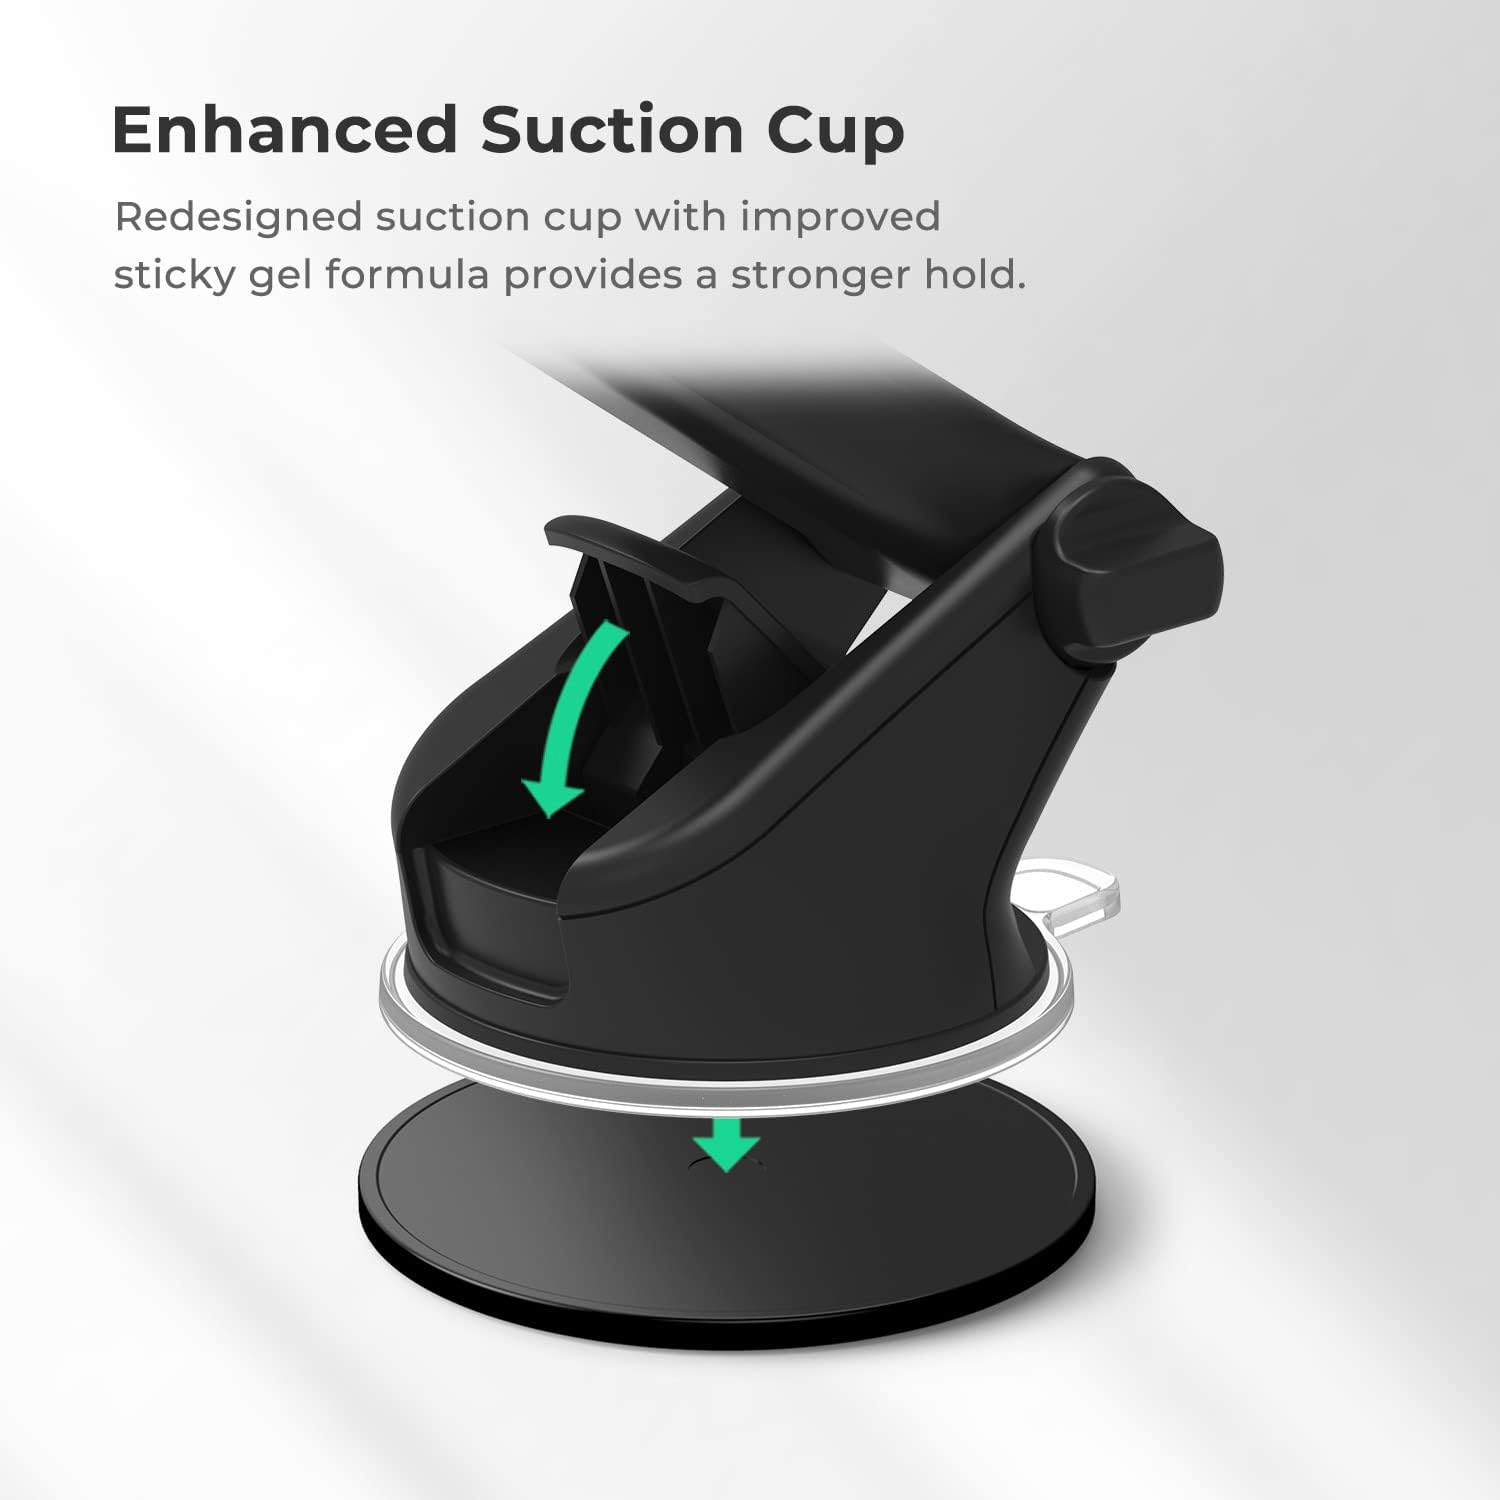 Enhanced Suction Cup
Redesigned suction cup with improved
sticky gel formula provides a stronger hold.